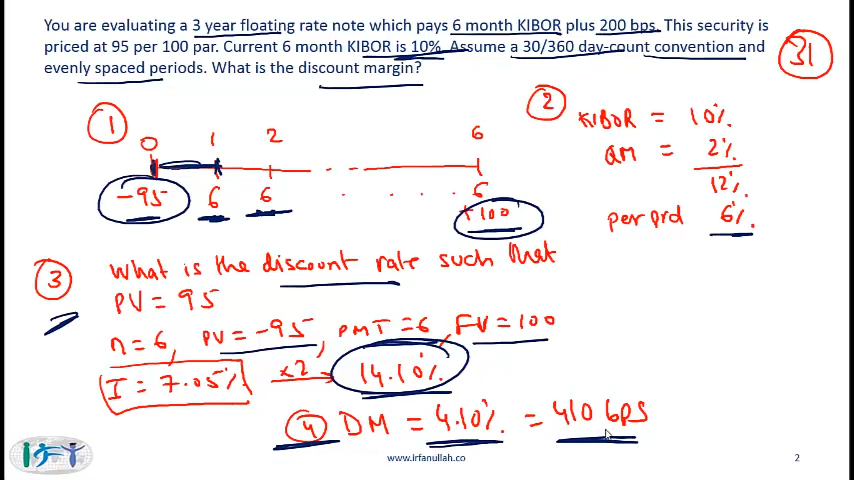 You are evaluating a 3 year floating rate note which pays 6 month KIBOR plus 200 bps. This security is
priced at 95 per 100 par. Current 6 month KIBOR is 10%. Assume a 30/360 day-count convention and
evenly spaced periods. What is the discount margin?
31
1
0 1 2 6
-95 6 6 . . . . 6
+100
2
KIBOR = 10%
QM = 2%
12%
per prd 6%
3
What is the discount rate such that
PV = 95
n=6, PV = -95, PMT = 6, FV = 100
I = 7.05% x2 → 14.10%
4 DM = 4.10% = 410 bps
IFT
www.irfanullah.co
2